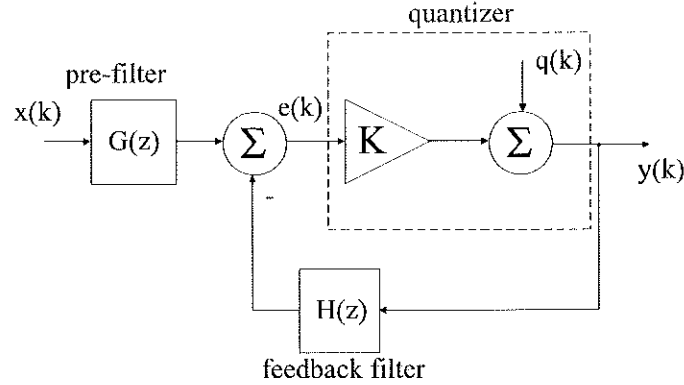 quantizer
pre-filter
q(k)
x(k)
e(k)
G(z)
Σ
K
Σ
y(k)
-
H(z)
feedback filter